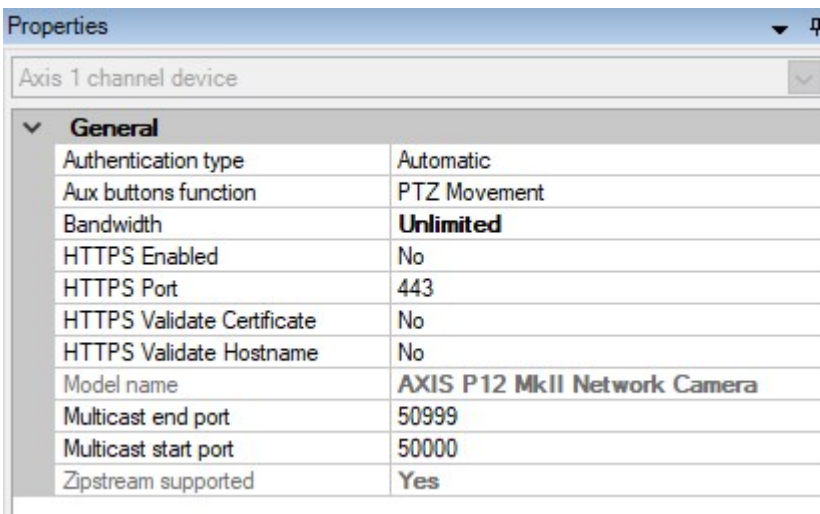 Properties
Axis 1 channel device
General
Authentication type Automatic
Aux buttons function PTZ Movement
Bandwidth Unlimited
HTTPS Enabled No
HTTPS Port 443
HTTPS Validate Certificate No
HTTPS Validate Hostname No
Model name AXIS P12 MkII Network Camera
Multicast end port 50999
Multicast start port 50000
Zipstream supported Yes